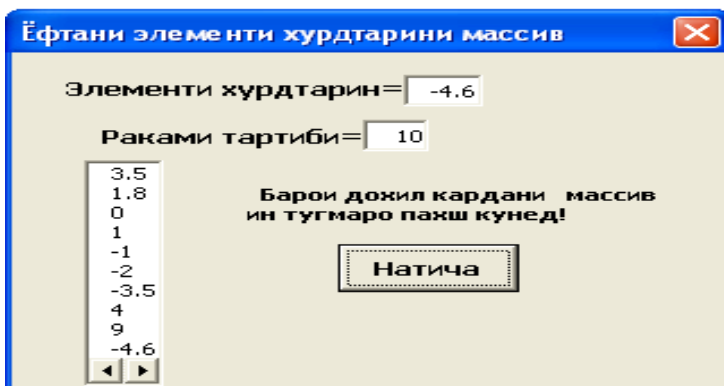 Ёфтани элементи хурдтарини массив
Элементи хурдтарин= -4.6
Раками тартиби= 10
3.5
1.8
0
1
-1
-2
-3.5
4
9
-4.6
Барои дохил кардани массив
ин тугмаро пахш кунед!
Натича